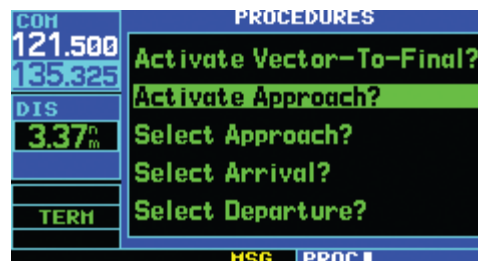 COM
121.500
135.325
DIS
3.37nm
TERM
PROCEDURES
Activate Vector-To-Final?
Activate Approach?
Select Approach?
Select Arrival?
Select Departure?
MSG
PROC